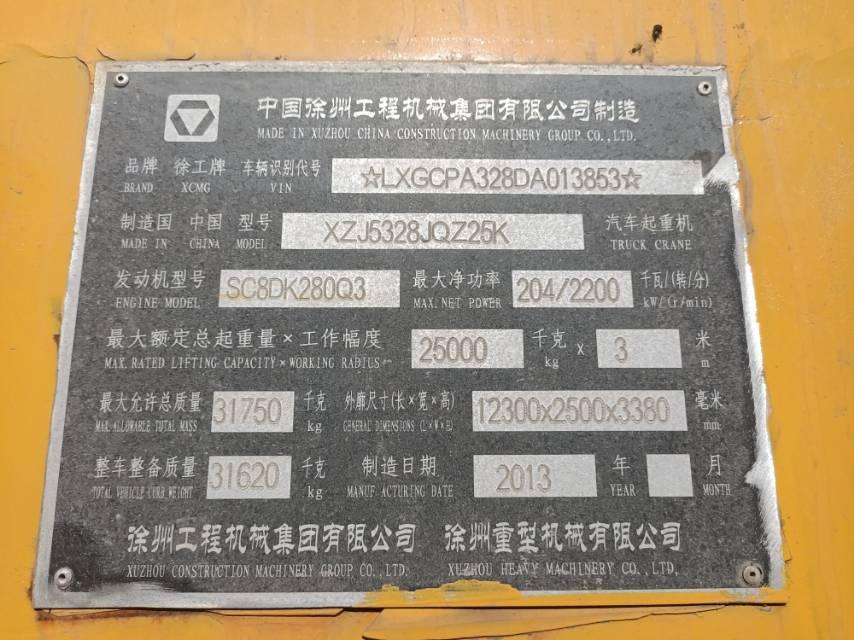 中国徐州工程机械集团有限公司制造
MADE IN XUZHOU CHINA CONSTRUCTION MACHINERY GROUP CO.,LTD.
品牌 徐工牌 车辆识别代号 ☆LXGCPA328DA013853☆
BRAND XCMG VIN
制造国 中国 型号 XZJ5328JQZ25K 汽车起重机
MADE IN CHINA MODEL TRUCK CRANE
发动机型号 SC8DK280Q3 最大净功率 204/2200 千瓦/(转/分)
ENGINE MODEL MAX. NET POWER kW/(r/min)
最大额定总起重量×工作幅度 25000 千克 x 3 米
MAX. RATED LIFTING CAPACITY×WORKING RADIUS kg m
最大允许总质量 31750 千克 外廓尺寸(长×宽×高) 12300x2500x3380 毫米
MAX. ALLOWABLE TOTAL MASS kg GENERAL DIMENSIONS (L×W×H) mm
整车整备质量 31620 千克 制造日期 2013 年 月
TOTAL VEHICLE CURB WEIGHT kg MANUFACTURING DATE YEAR MONTH
徐州工程机械集团有限公司 徐州重型机械有限公司
XUZHOU CONSTRUCTION MACHINERY GROUP CO.,LTD. XUZHOU HEAVY MACHINERY CO.,LTD.